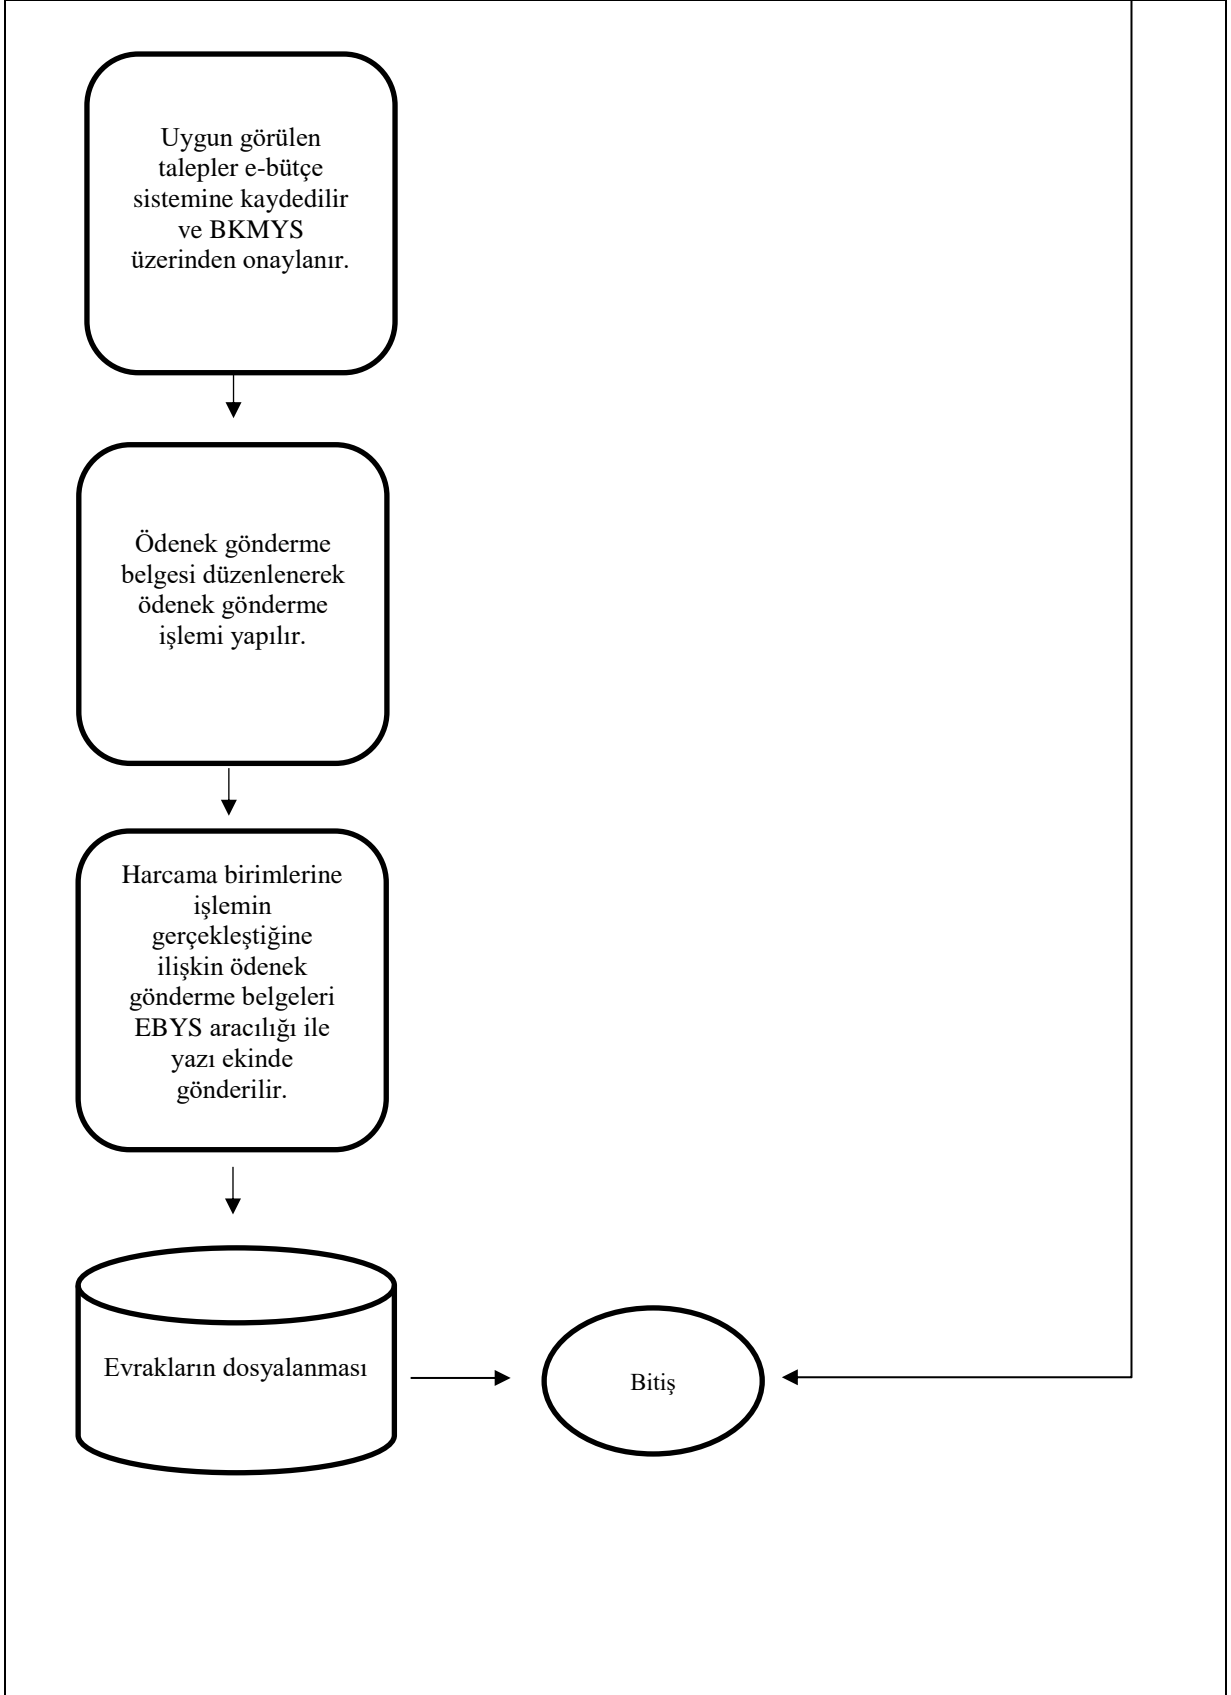 Uygun görülen
talepler e-bütçe
sistemine kaydedilir
ve BKMYS
üzerinden onaylanır.
Ödenek gönderme
belgesi düzenlenerek
ödenek gönderme
işlemi yapılır.
Harcama birimlerine
işlemin
gerçekleştiğine
ilişkin ödenek
gönderme belgeleri
EBYS aracılığı ile
yazı ekinde
gönderilir.
Evrakların dosyalanması
Bitiş